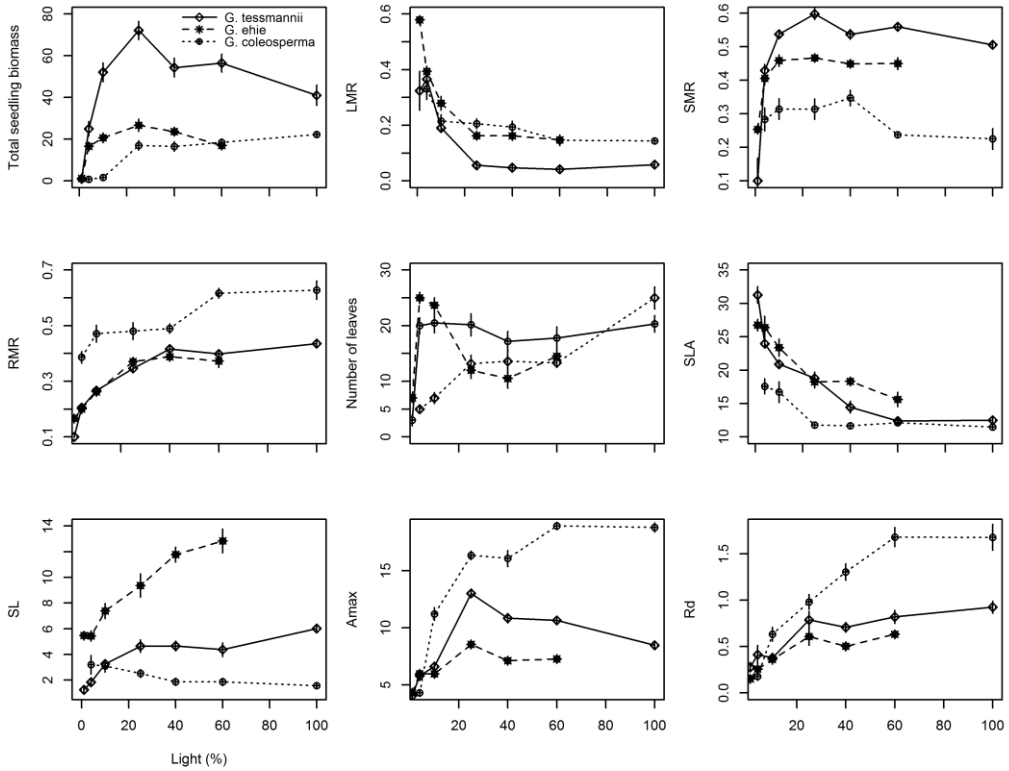 Total seedling biomass
80
60
40
20
0
G. tessmannii
G. ehie
G. coleosperma
LMR
0.6
0.4
0.2
0.0
SMR
0.6
0.5
0.4
0.3
0.2
0.1
RMR
0.7
0.5
0.3
0.1
Number of leaves
30
20
10
5
0
SLA
35
30
25
20
15
10
SL
14
12
10
8
6
4
2
0 20 40 60 80 100
Light (%)
Amax
15
10
5
20 40 60 80 100
Rd
1.5
1.0
0.5
0.0
20 40 60 80 100